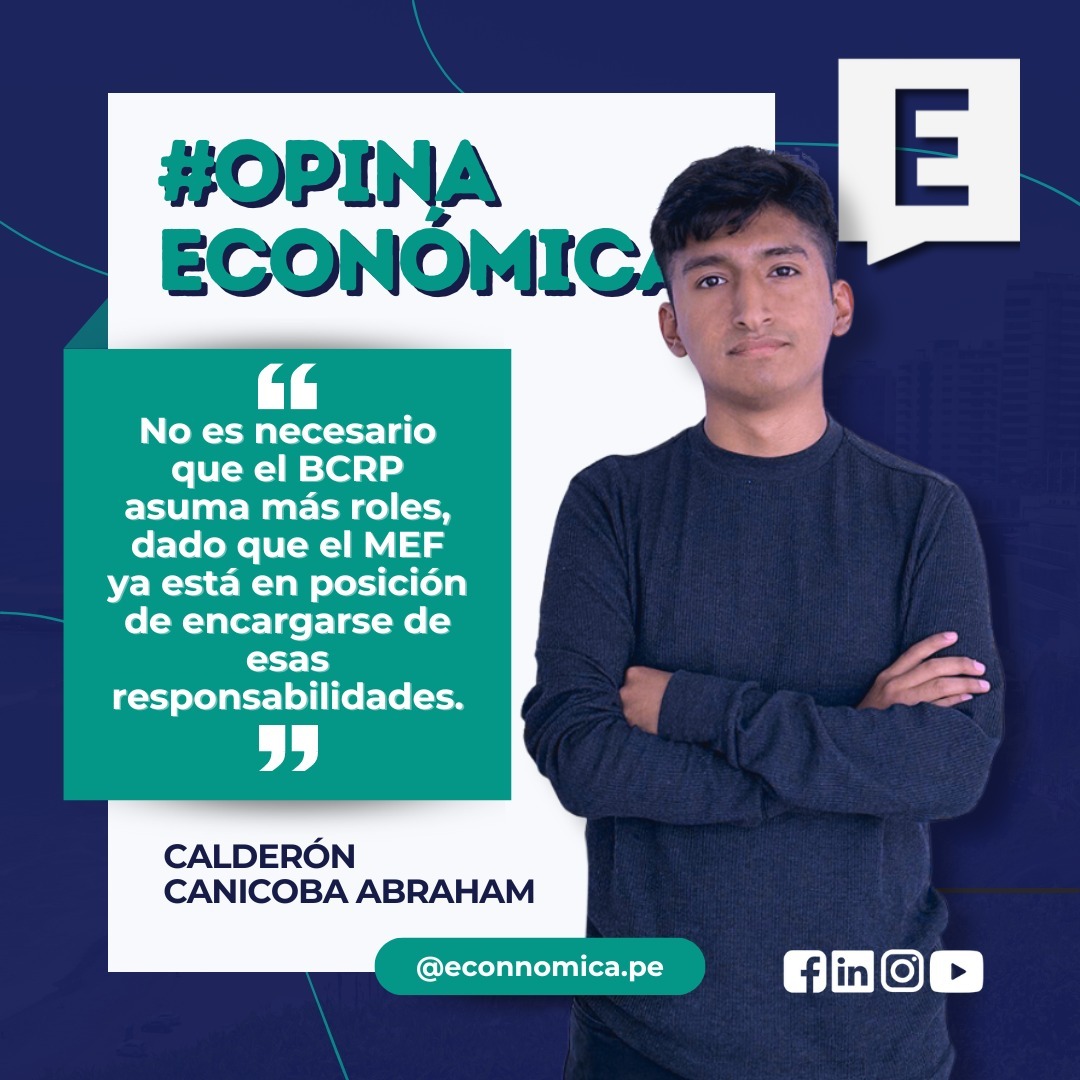 #OPINA
ECONÓMICA
E
“
No es necesario
que el BCRP
asuma más roles,
dado que el MEF
ya está en posición
de encargarse de
esas
responsabilidades.
”
CALDERÓN
CANICOBA ABRAHAM
@econnomica.pe
f in